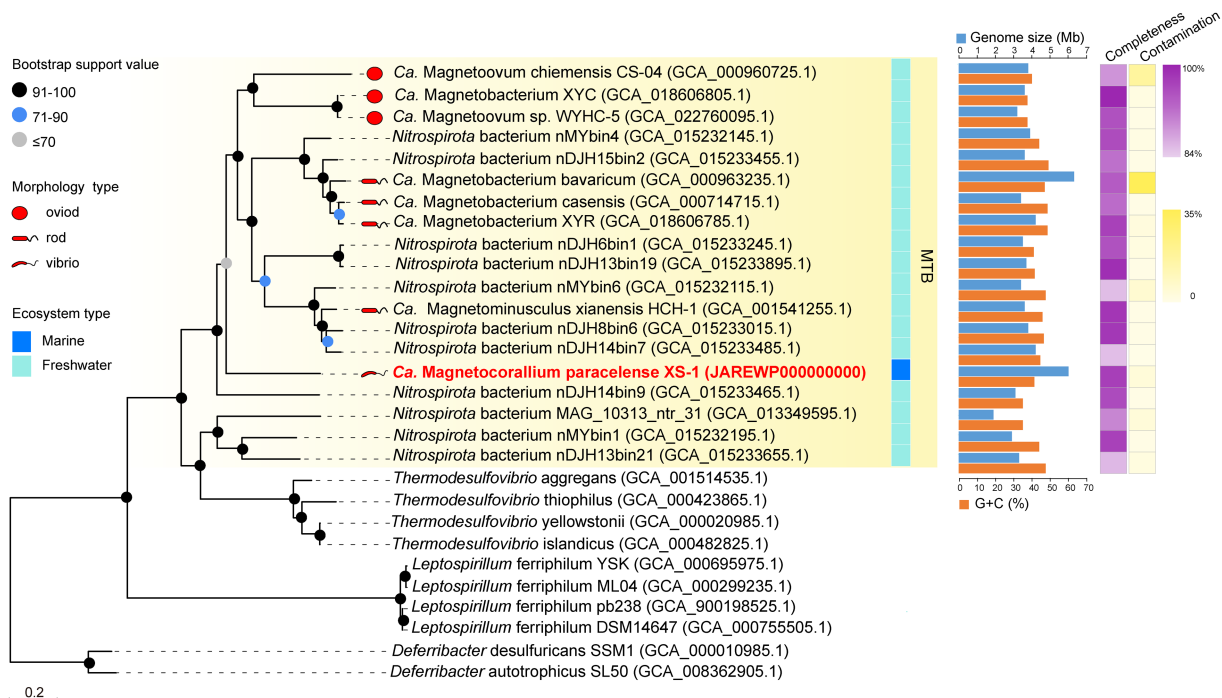 Bootstrap support value
91-100
71-90
≤70
Morphology type
oviod
rod
vibrio
Ecosystem type
Marine
Freshwater
Ca. Magnetoovum chiemensis CS-04 (GCA_000960725.1)
Ca. Magnetobacterium XYC (GCA_018606805.1)
Ca. Magnetoovum sp. WYHC-5 (GCA_022760095.1)
Nitrospirota bacterium nMYbin4 (GCA_015232145.1)
Nitrospirota bacterium nDJH15bin2 (GCA_015233455.1)
Ca. Magnetobacterium bavaricum (GCA_000963235.1)
Ca. Magnetobacterium casensis (GCA_000714715.1)
Ca. Magnetobacterium XYR (GCA_018606785.1)
Nitrospirota bacterium nDJH6bin1 (GCA_015233245.1)
Nitrospirota bacterium nDJH13bin19 (GCA_015233895.1)
Nitrospirota bacterium nMYbin6 (GCA_015232115.1)
Ca. Magnetominusculus xianensis HCH-1 (GCA_001541255.1)
Nitrospirota bacterium nDJH8bin6 (GCA_015233015.1)
Nitrospirota bacterium nDJH14bin7 (GCA_015233485.1)
Ca. Magnetocorallium paracelense XS-1 (JAREWP000000000)
Nitrospirota bacterium nDJH14bin9 (GCA_015233465.1)
Nitrospirota bacterium MAG_10313_ntr_31 (GCA_013349595.1)
Nitrospirota bacterium nMYbin1 (GCA_015232195.1)
Nitrospirota bacterium nDJH13bin21 (GCA_015233655.1)
Thermodesulfovibrio aggregans (GCA_001514535.1)
Thermodesulfovibrio thiophilus (GCA_000423865.1)
Thermodesulfovibrio yellowstonii (GCA_000020985.1)
Thermodesulfovibrio islandicus (GCA_000482825.1)
Leptospirillum ferriphilum YSK (GCA_000695975.1)
Leptospirillum ferriphilum ML04 (GCA_000299235.1)
Leptospirillum ferriphilum pb238 (GCA_900198525.1)
Leptospirillum ferriphilum DSM14647 (GCA_000755505.1)
Deferribacter desulfuricans SSM1 (GCA_000010985.1)
Deferribacter autotrophicus SL50 (GCA_008362905.1)
0.2
MTB
Genome size (Mb)
0 1 2 3 4 5 6 7
0 10 20 30 40 50 60 70
G+C (%)
Completeness
Contamination
100%
84%
35%
0